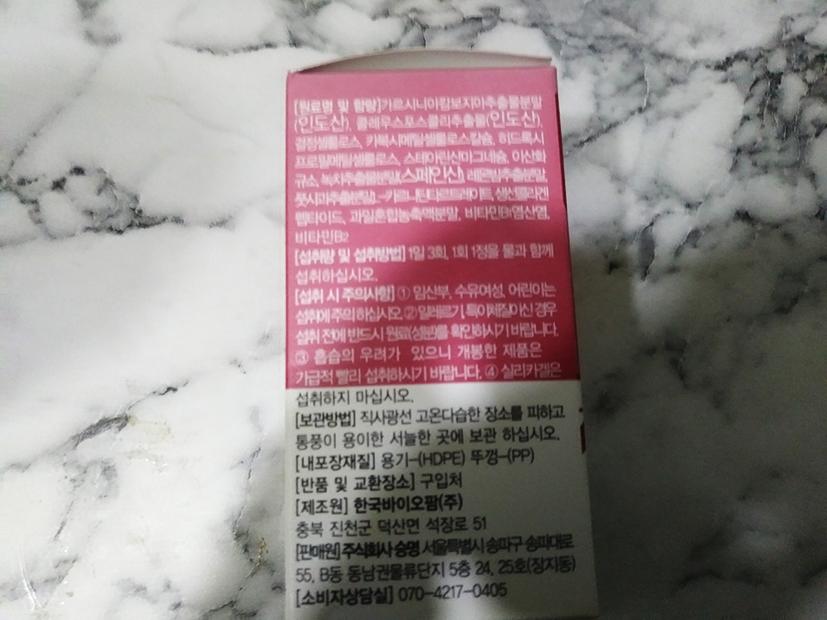 [원료명 및 함량]가르시니아캄보지아추출물분말
(인도산), 콜레우스포스콜리추출물(인도산),
결정셀룰로스, 카복시메틸셀룰로스칼슘, 히드록시
프로필메틸셀룰로스, 스테아린산마그네슘, 이산화
규소, 녹차추출물분말(스페인산), 레몬밤추출분말,
풋사과추출분말, L-카르니틴타르트레이트, 생선콜라겐
펩타이드, 과일혼합농축액분말, 비타민B1염산염,
비타민B2
[섭취량 및 섭취방법] 1일 3회, 1회 1정을 물과 함께
섭취하십시오.
[섭취 시 주의사항] ① 임산부, 수유여성, 어린이는
섭취에 주의 하십시오. ② 알레르기, 특이체질이신 경우
섭취 전에 반드시 원료(성분)를 확인하시기 바랍니다.
③ 흡습의 우려가 있으니 개봉한 제품은
가급적 빨리 섭취하시기 바랍니다. ④ 실리카겔은
섭취하지 마십시오.
[보관방법] 직사광선 고온다습한 장소를 피하고
통풍이 용이한 서늘한 곳에 보관 하십시오.
[내포장재질] 용기-(HDPE) 뚜껑-(PP)
[반품 및 교환장소] 구입처
[제조원] 한국바이오팜(주)
충북 진천군 덕산면 석장로 51
[판매원] 주식회사 승명 서울특별시 송파구 송파대로
55, B동 동남권물류단지 5층 24, 25호(장지동)
[소비자상담실] 070-4217-0405